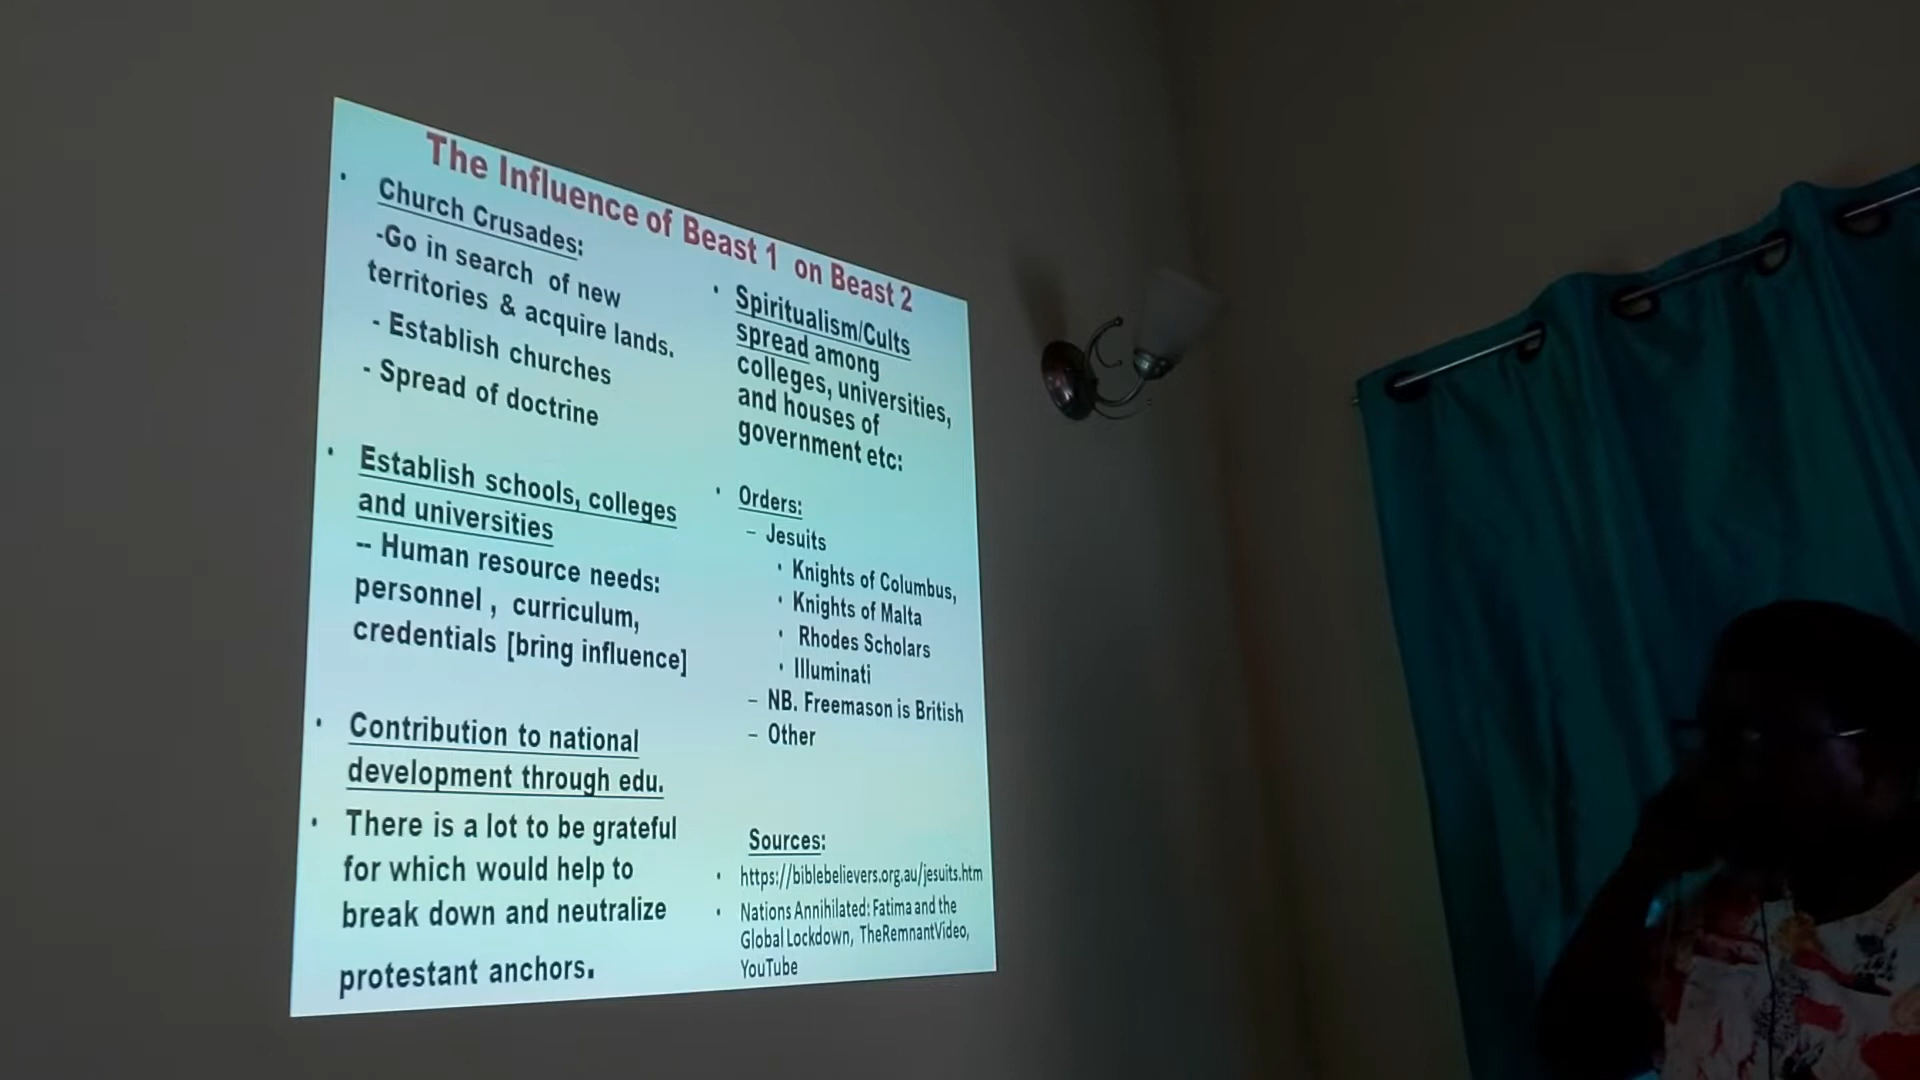 The Influence of Beast 1 on Beast 2
• Church Crusades:
-Go in search of new
territories & acquire lands.
- Establish churches
- Spread of doctrine
• Establish schools, colleges
and universities
-- Human resource needs:
personnel , curriculum,
credentials [bring influence]
• Contribution to national
development through edu.
• There is a lot to be grateful
for which would help to
break down and neutralize
protestant anchors.
• Spiritualism/Cults
spread among
colleges, universities,
and houses of
government etc:
• Orders:
– Jesuits
• Knights of Columbus,
• Knights of Malta
• Rhodes Scholars
• Illuminati
– NB. Freemason is British
– Other
Sources:
• https://biblebelievers.org.au/jesuits.htm
• Nations Annihilated: Fatima and the
Global Lockdown, TheRemnantVideo,
YouTube